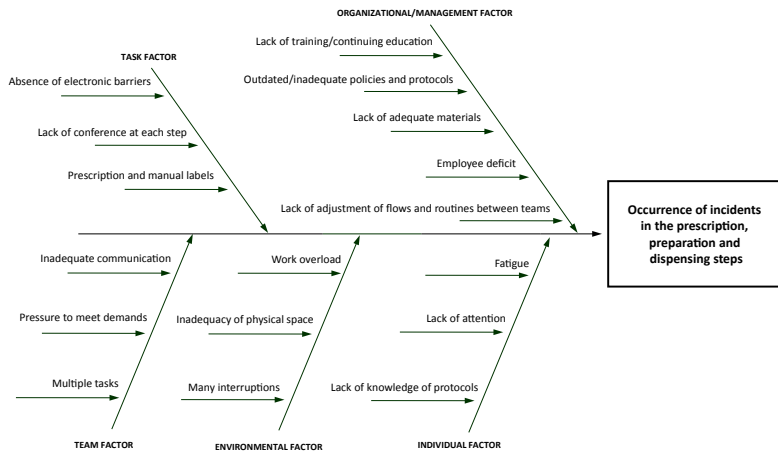 ORGANIZATIONAL/MANAGEMENT FACTOR
Lack of training/continuing education
Outdated/inadequate policies and protocols
Lack of adequate materials
Employee deficit
Lack of adjustment of flows and routines between teams
TASK FACTOR
Absence of electronic barriers
Lack of conference at each step
Prescription and manual labels
Occurrence of incidents
in the prescription,
preparation and
dispensing steps
Inadequate communication
Pressure to meet demands
Multiple tasks
TEAM FACTOR
Work overload
Inadequacy of physical space
Many interruptions
ENVIRONMENTAL FACTOR
Fatigue
Lack of attention
Lack of knowledge of protocols
INDIVIDUAL FACTOR